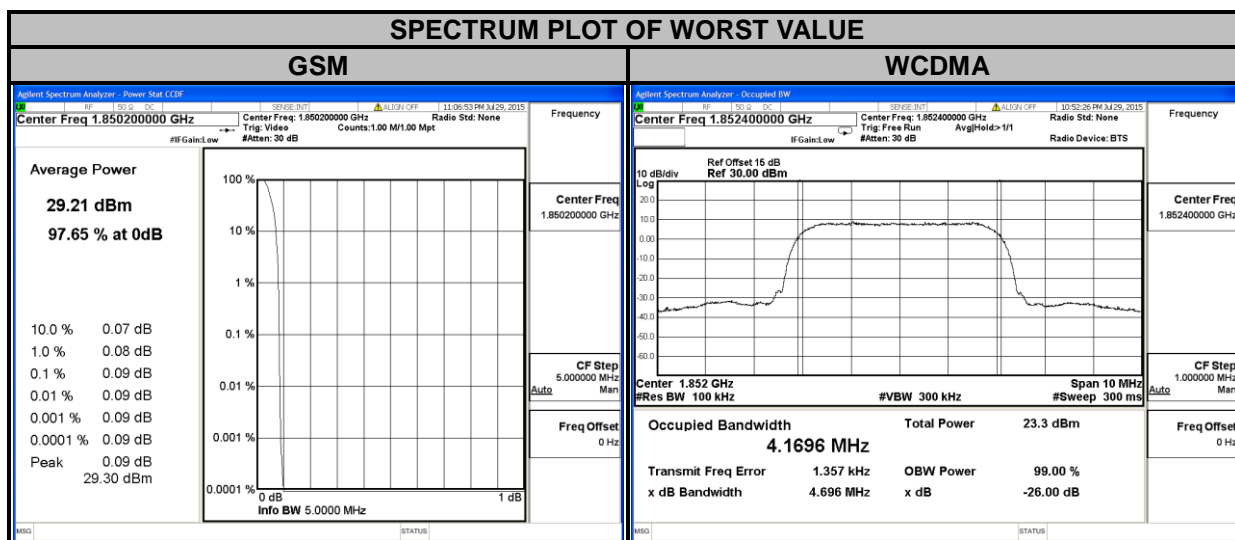 SPECTRUM PLOT OF WORST VALUE
GSM
WCDMA
Agilent Spectrum Analyzer - Power Stat CCDF
LXI RF 50 Ω DC SENSE:INT ALIGN OFF 11:06:53 PM Jul 29, 2015
Center Freq 1.850200000 GHz
Center Freq: 1.850200000 GHz Radio Std: None
Trig: Video Counts:1.00 M/1.00 Mpt
#IFGain:Low #Atten: 30 dB
Average Power
29.21 dBm
97.65 % at 0dB
10.0 % 0.07 dB
1.0 % 0.08 dB
0.1 % 0.09 dB
0.01 % 0.09 dB
0.001 % 0.09 dB
0.0001 % 0.09 dB
Peak 0.09 dB
29.30 dBm
100 %
10 %
1 %
0.1 %
0.01 %
0.001 %
0.0001 %
0 dB 1 dB
Info BW 5.0000 MHz
Frequency
Center Freq
1.850200000 GHz
CF Step
5.000000 MHz
Auto Man
Freq Offset
0 Hz
MSG STATUS
Agilent Spectrum Analyzer - Occupied BW
LXI RF 50 Ω DC SENSE:INT ALIGN OFF 10:52:26 PM Jul 29, 2015
Center Freq 1.852400000 GHz
Center Freq: 1.852400000 GHz Radio Std: None
Trig: Free Run Avg|Hold>1/1
IFGain:Low #Atten: 30 dB Radio Device: BTS
Ref Offset 15 dB
10 dB/div Ref 30.00 dBm
Log
20.0
10.0
0.00
-10.0
-20.0
-30.0
-40.0
-50.0
-60.0
Center 1.852 GHz Span 10 MHz
#Res BW 100 kHz #VBW 300 kHz #Sweep 300 ms
Occupied Bandwidth Total Power 23.3 dBm
4.1696 MHz
Transmit Freq Error 1.357 kHz OBW Power 99.00 %
x dB Bandwidth 4.696 MHz x dB -26.00 dB
Frequency
Center Freq
1.852400000 GHz
CF Step
1.000000 MHz
Auto Man
Freq Offset
0 Hz
MSG STATUS